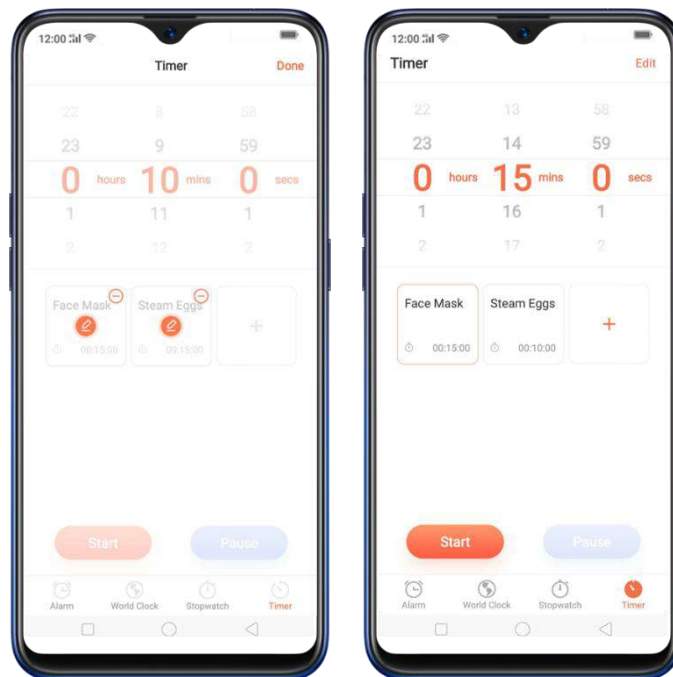 12:00
Timer
Done
22 8 58
23 9 59
0 hours 10 mins 0 secs
1 11 1
2 12 2
Face Mask
00:15:00
Steam Eggs
00:15:00
+
Start
Pause
Alarm
World Clock
Stopwatch
Timer
12:00
Timer
Edit
22 13 58
23 14 59
0 hours 15 mins 0 secs
1 16 1
2 17 2
Face Mask
00:15:00
Steam Eggs
00:10:00
+
Start
Pause
Alarm
World Clock
Stopwatch
Timer